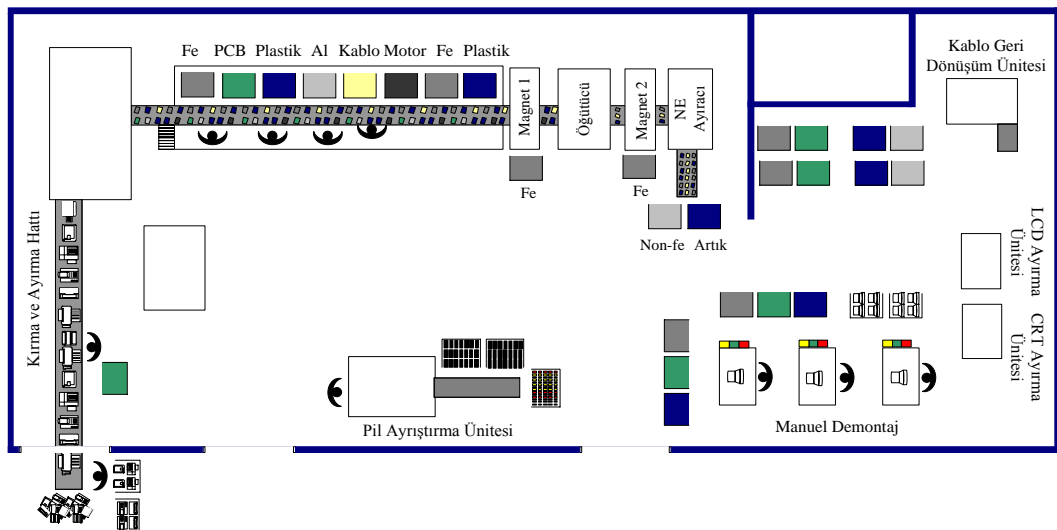 Fe PCB Plastik Al Kablo Motor Fe Plastik
Kablo Geri
Dönüşüm Ünitesi
Magnet 1
Öğütücü
Magnet 2
NE
Ayıracı
Fe
Fe
Non-fe Artık
Kırma ve Ayırma Hattı
LCD Ayırma
Ünitesi
CRT Ayırma
Ünitesi
Pil Ayrıştırma Ünitesi
Manuel Demontaj